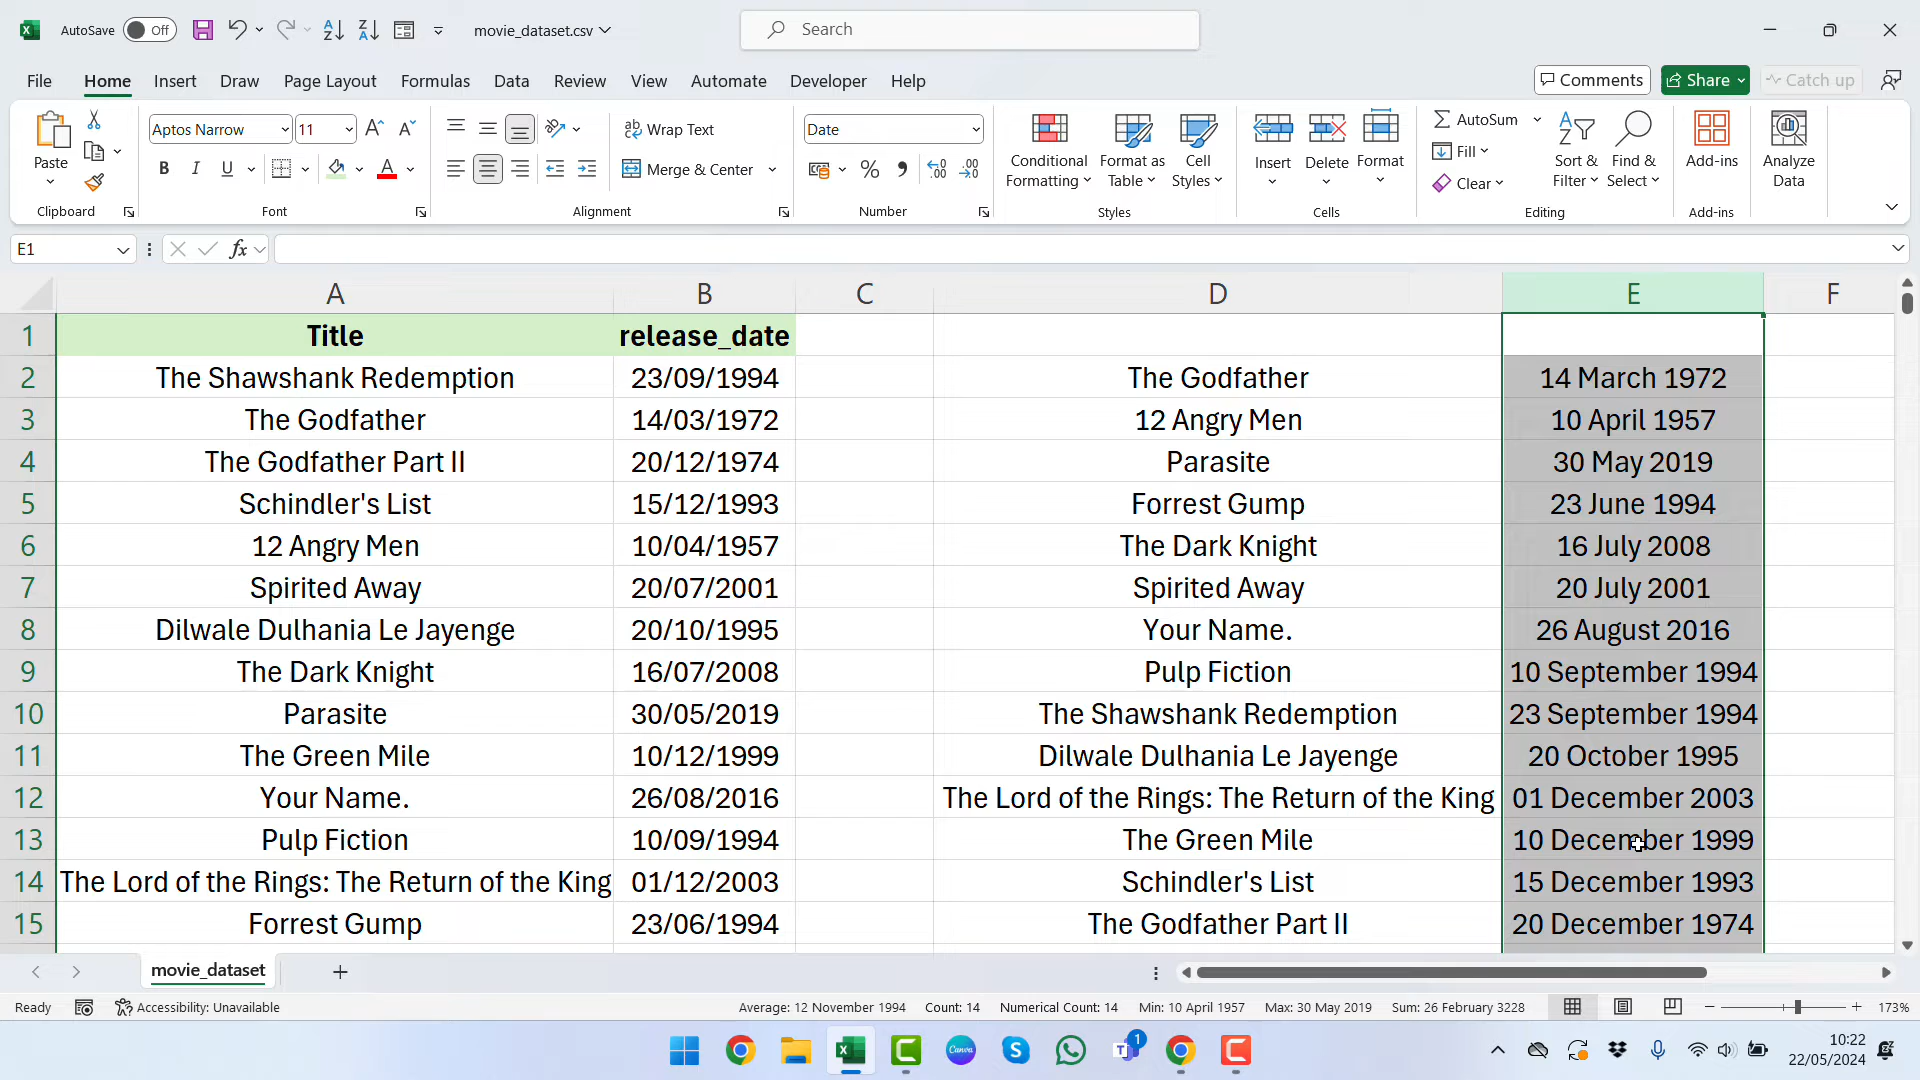 AutoSave Off movie_dataset.csv Search
File Home Insert Draw Page Layout Formulas Data Review View Automate Developer Help Comments Share Catch up
Paste Aptos Narrow 11 Wrap Text Date Conditional Formatting Format as Table Cell Styles Insert Delete Format AutoSum Sort & Filter Find & Select Add-ins Analyze Data
B I U Merge & Center % Fill Clear
Clipboard Font Alignment Number Styles Cells Editing Add-ins
E1 fx
A B C D E F
1 Title release_date
2 The Shawshank Redemption 23/09/1994 The Godfather 14 March 1972
3 The Godfather 14/03/1972 12 Angry Men 10 April 1957
4 The Godfather Part II 20/12/1974 Parasite 30 May 2019
5 Schindler's List 15/12/1993 Forrest Gump 23 June 1994
6 12 Angry Men 10/04/1957 The Dark Knight 16 July 2008
7 Spirited Away 20/07/2001 Spirited Away 20 July 2001
8 Dilwale Dulhania Le Jayenge 20/10/1995 Your Name. 26 August 2016
9 The Dark Knight 16/07/2008 Pulp Fiction 10 September 1994
10 Parasite 30/05/2019 The Shawshank Redemption 23 September 1994
11 The Green Mile 10/12/1999 Dilwale Dulhania Le Jayenge 20 October 1995
12 Your Name. 26/08/2016 The Lord of the Rings: The Return of the King 01 December 2003
13 Pulp Fiction 10/09/1994 The Green Mile 10 December 1999
14 The Lord of the Rings: The Return of the King 01/12/2003 Schindler's List 15 December 1993
15 Forrest Gump 23/06/1994 The Godfather Part II 20 December 1974
movie_dataset
Ready Accessibility: Unavailable Average: 12 November 1994 Count: 14 Numerical Count: 14 Min: 10 April 1957 Max: 30 May 2019 Sum: 26 February 3228 173%
Canva 1 10:22
22/05/2024